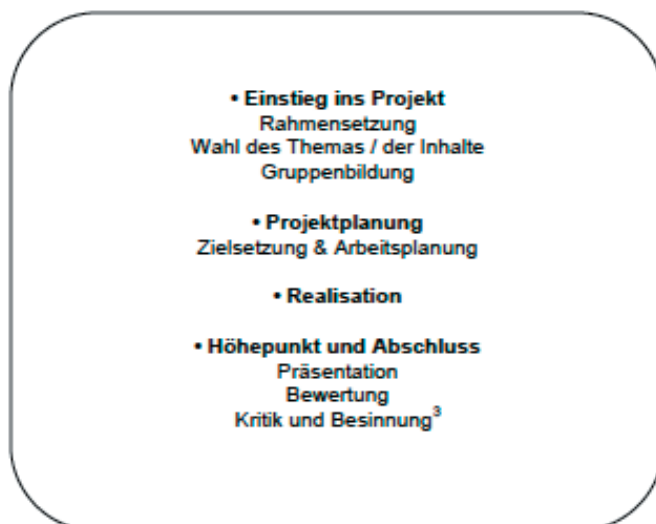 • Einstieg ins Projekt
Rahmensetzung
Wahl des Themas / der Inhalte
Gruppenbildung
• Projektplanung
Zielsetzung & Arbeitsplanung
• Realisation
• Höhepunkt und Abschluss
Präsentation
Bewertung
Kritik und Besinnung³